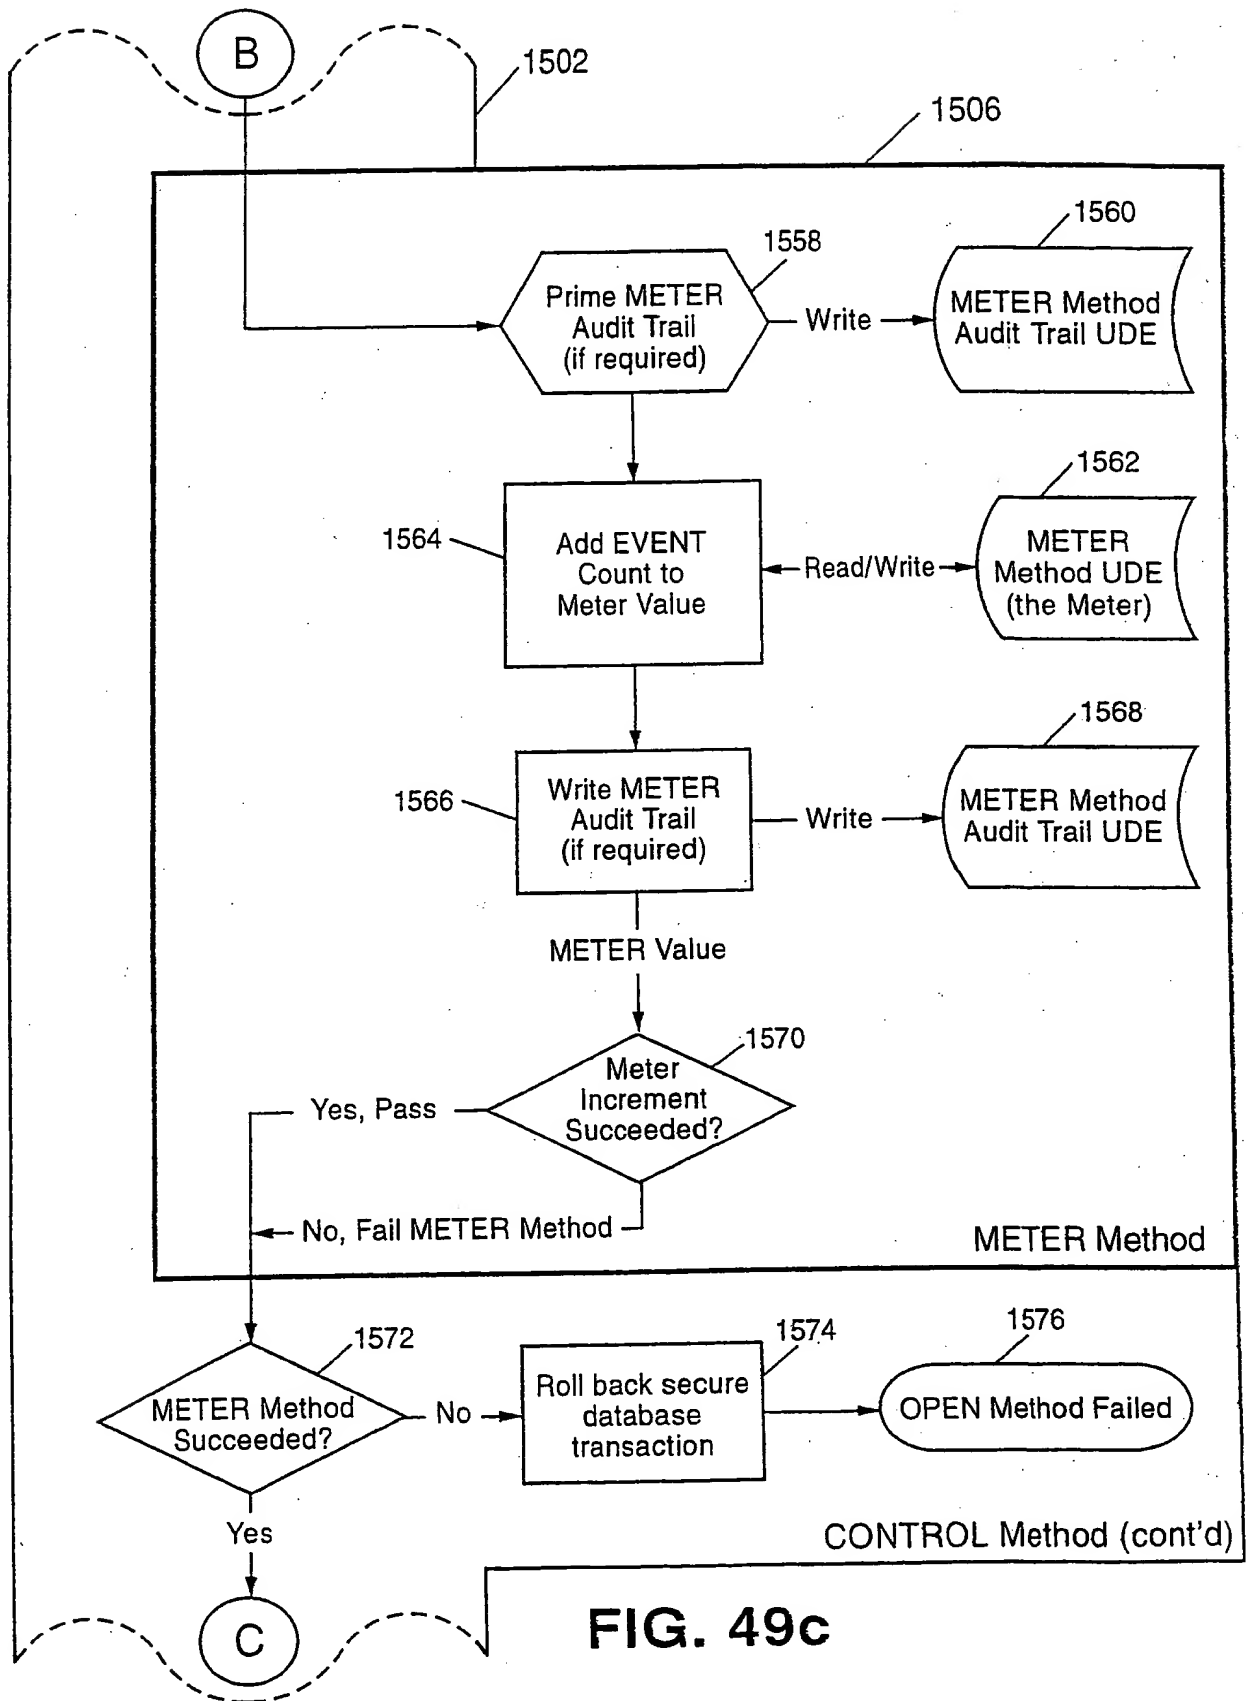 B
1502
1506
1560
1558
Prime METER
Audit Trail
(if required)
Write
METER Method
Audit Trail UDE
1562
1564
Add EVENT
Count to
Meter Value
Read/Write
METER
Method UDE
(the Meter)
1568
1566
Write METER
Audit Trail
(if required)
Write
METER Method
Audit Trail UDE
METER Value
1570
Meter
Increment
Succeeded?
Yes, Pass
No, Fail METER Method
METER Method
1572
METER Method
Succeeded?
No
1574
Roll back secure
database
transaction
1576
OPEN Method Failed
Yes
CONTROL Method (cont'd)
C
FIG. 49c